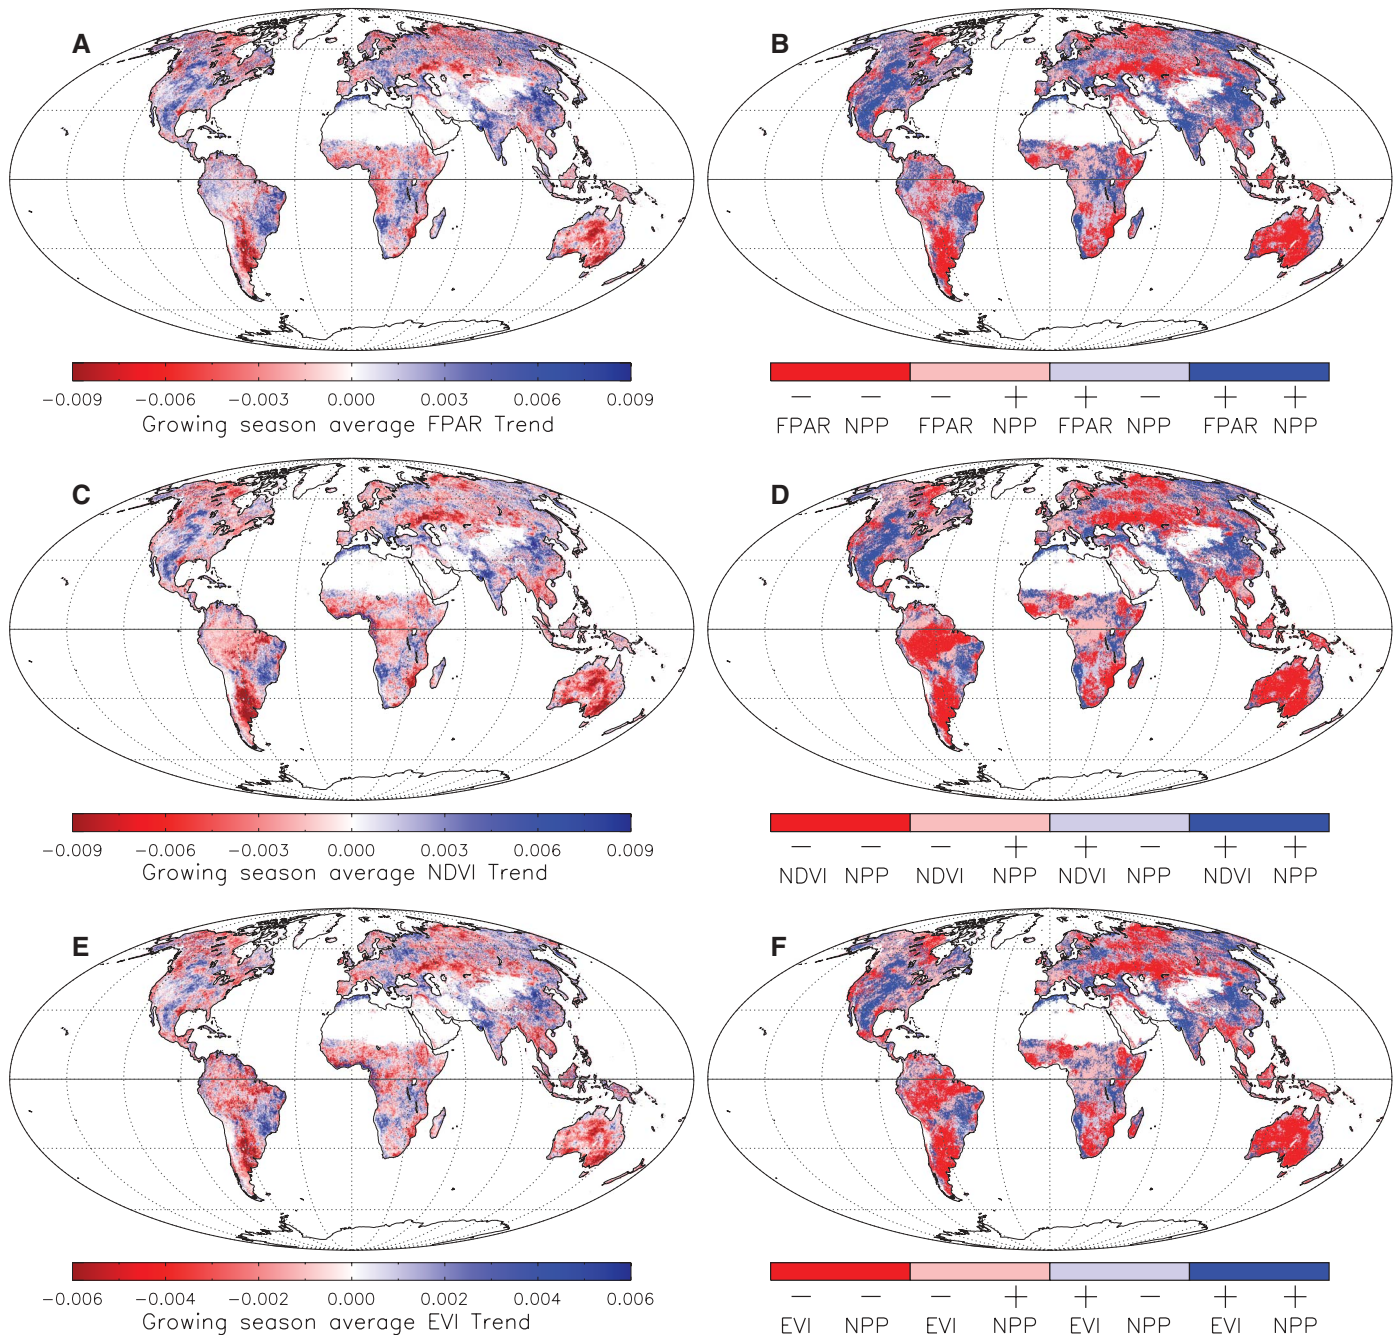 A
B
−0.009 −0.006 −0.003 0.000 0.003 0.006 0.009
Growing season average FPAR Trend
− − − + + − + +
FPAR NPP FPAR NPP FPAR NPP FPAR NPP
C
D
−0.009 −0.006 −0.003 0.000 0.003 0.006 0.009
Growing season average NDVI Trend
− − − + + − + +
NDVI NPP NDVI NPP NDVI NPP NDVI NPP
E
F
−0.006 −0.004 −0.002 0.000 0.002 0.004 0.006
Growing season average EVI Trend
− − − + + − + +
EVI NPP EVI NPP EVI NPP EVI NPP